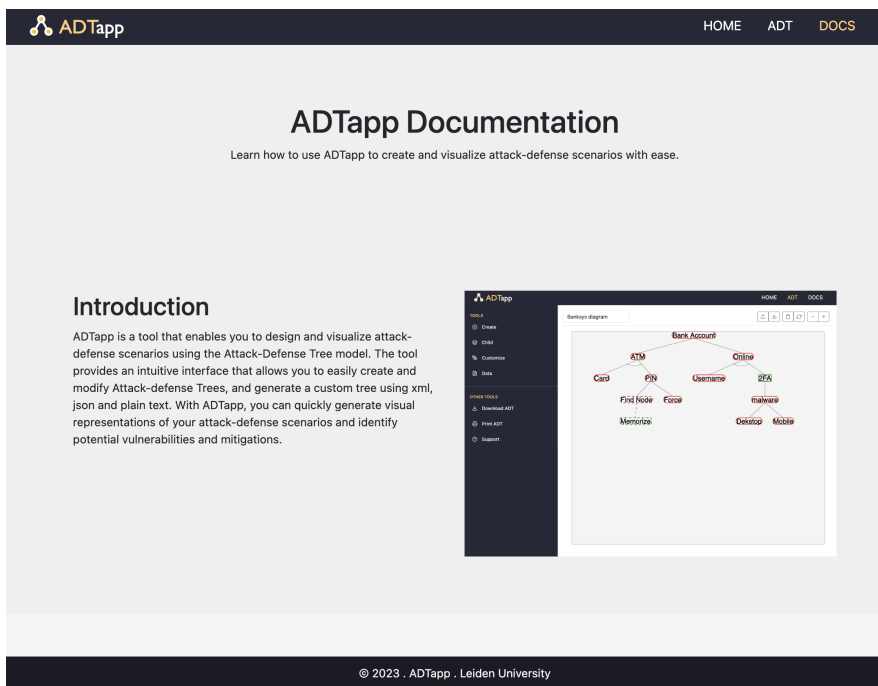 ADTapp
HOME ADT DOCS
ADTapp Documentation
Learn how to use ADTapp to create and visualize attack-defense scenarios with ease.
Introduction
ADTapp is a tool that enables you to design and visualize attack-
defense scenarios using the Attack-Defense Tree model. The tool
provides an intuitive interface that allows you to easily create and
modify Attack-defense Trees, and generate a custom tree using xml,
json and plain text. With ADTapp, you can quickly generate visual
representations of your attack-defense scenarios and identify
potential vulnerabilities and mitigations.
ADTapp
HOME ADT DOCS
TOOLS
Create
Child
Customize
Data
OTHER TOOLS
Download ADT
Print ADT
Support
Banksys diagram
Bank Account
ATM Online
Card PIN Username 2FA
Find Node Force malware
Memorize Dekstop Mobile
© 2023 . ADTapp . Leiden University